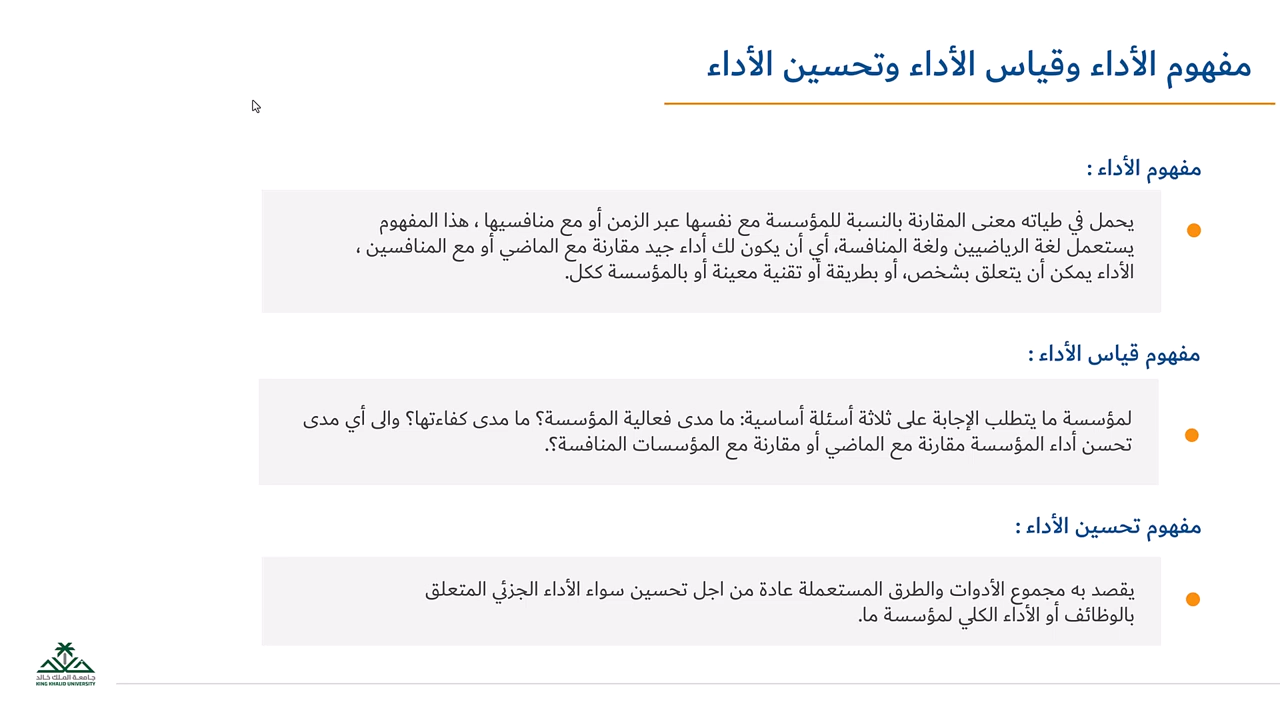 مفهوم الأداء وقياس الأداء وتحسين الأداء
مفهوم الأداء :
يحمل في طياته معنى المقارنة بالنسبة للمؤسسة مع نفسها عبر الزمن أو مع منافسيها ، هذا المفهوم
يستعمل لغة الرياضيين ولغة المنافسة، أي أن يكون لك أداء جيد مقارنة مع الماضي أو مع المنافسين ،
الأداء يمكن أن يتعلق بشخص، أو بطريقة أو تقنية معينة أو بالمؤسسة ككل.
مفهوم قياس الأداء :
لمؤسسة ما يتطلب الإجابة على ثلاثة أسئلة أساسية: ما مدى فعالية المؤسسة؟ ما مدى كفاءتها؟ والى أي مدى
تحسن أداء المؤسسة مقارنة مع الماضي أو مقارنة مع المؤسسات المنافسة؟.
مفهوم تحسين الأداء :
يقصد به مجموع الأدوات والطرق المستعملة عادة من اجل تحسين سواء الأداء الجزئي المتعلق
بالوظائف أو الأداء الكلي لمؤسسة ما.
جامعة الملك خالد
KING KHALID UNIVERSITY